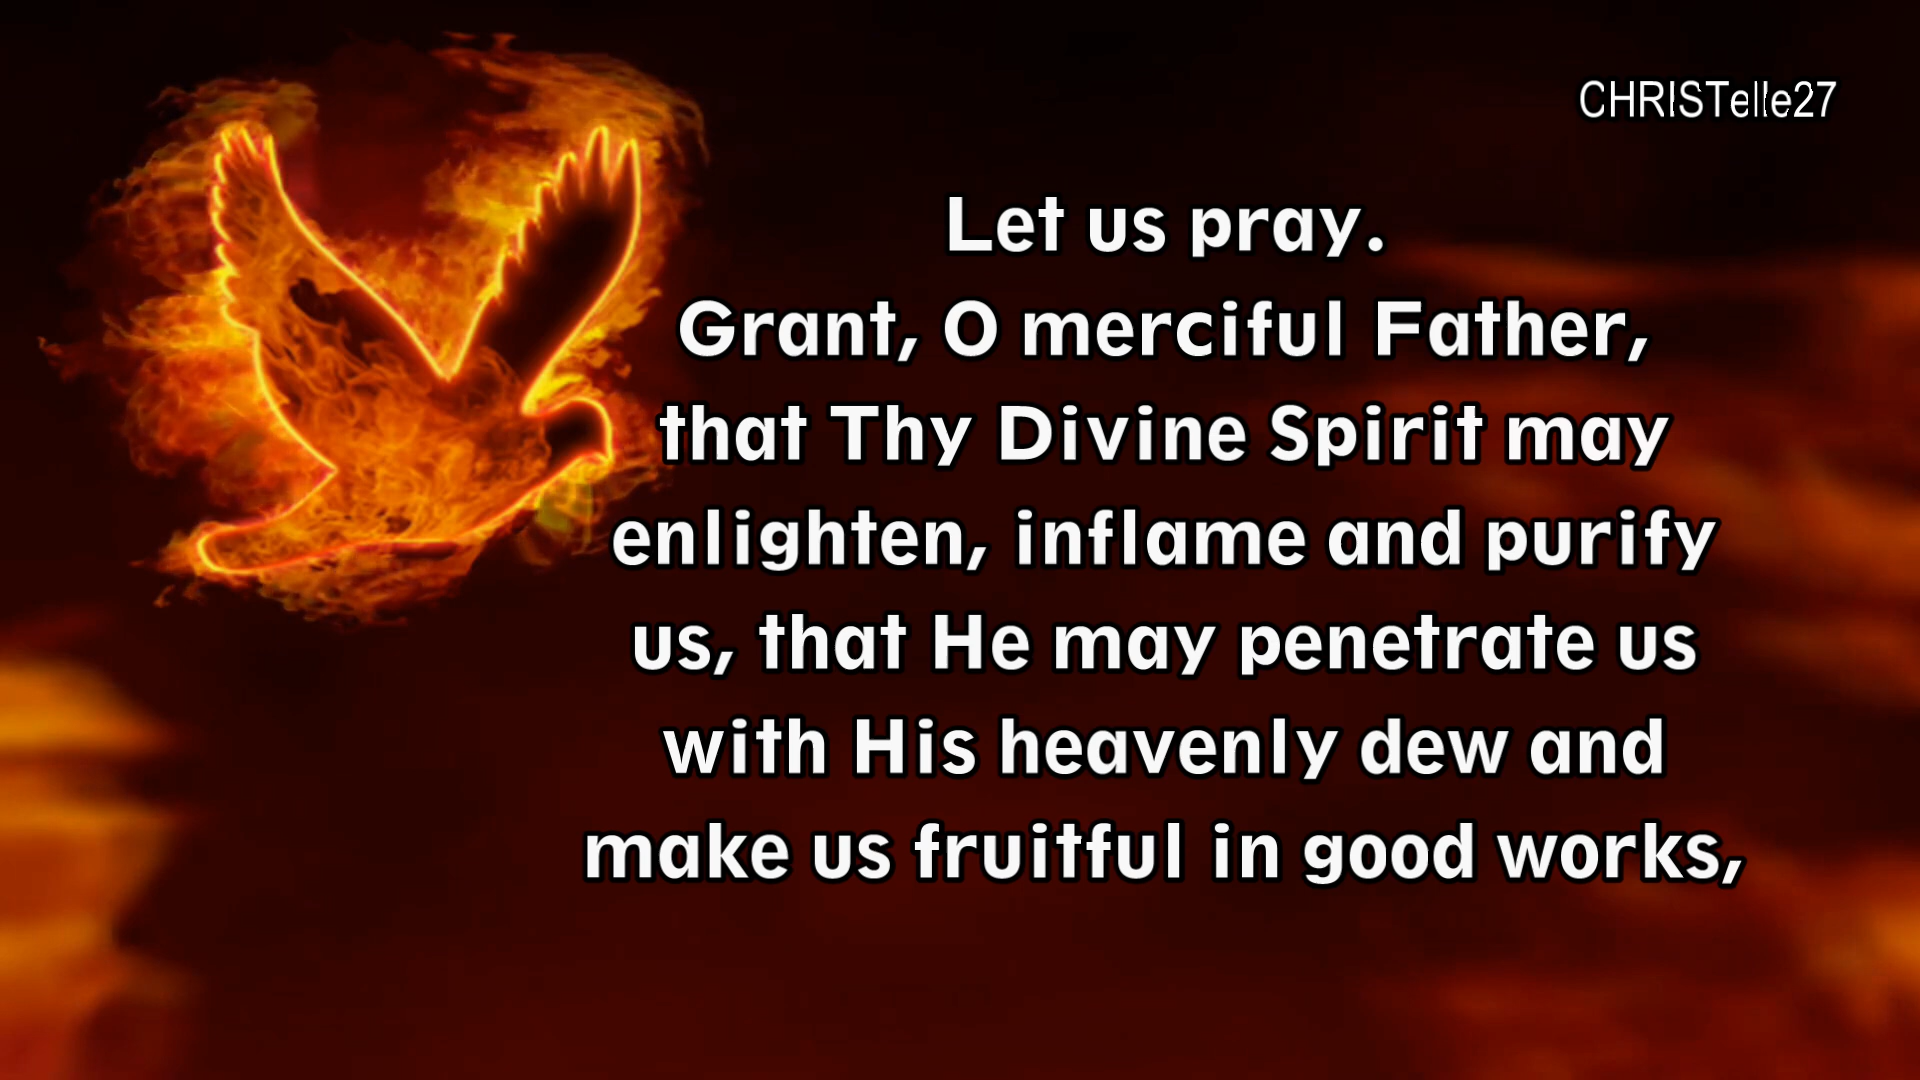 CHRISTelle27
Let us pray.
Grant, O merciful Father,
that Thy Divine Spirit may
enlighten, inflame and purify
us, that He may penetrate us
with His heavenly dew and
make us fruitful in good works,